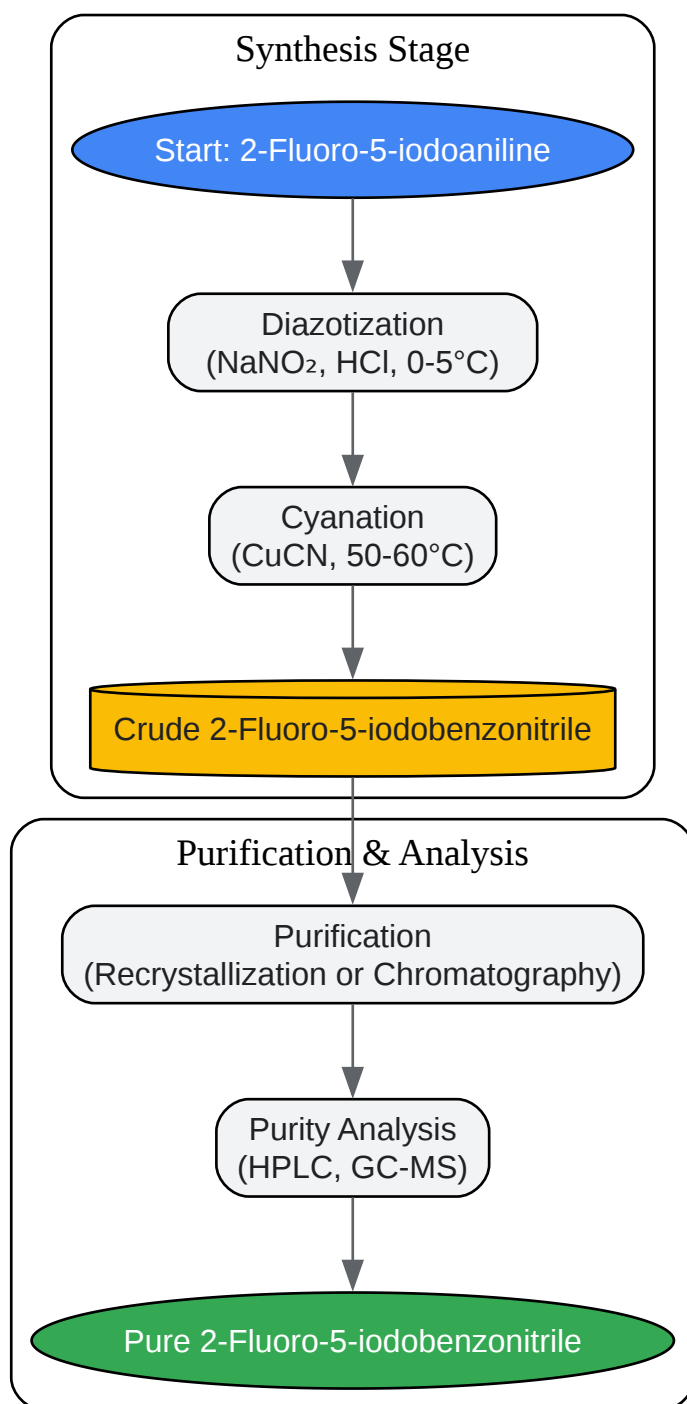 Synthesis Stage
Start: 2-Fluoro-5-iodoaniline
Diazotization
(NaNO₂, HCl, 0-5°C)
Cyanation
(CuCN, 50-60°C)
Crude 2-Fluoro-5-iodobenzonitrile
Purification & Analysis
Purification
(Recrystallization or Chromatography)
Purity Analysis
(HPLC, GC-MS)
Pure 2-Fluoro-5-iodobenzonitrile